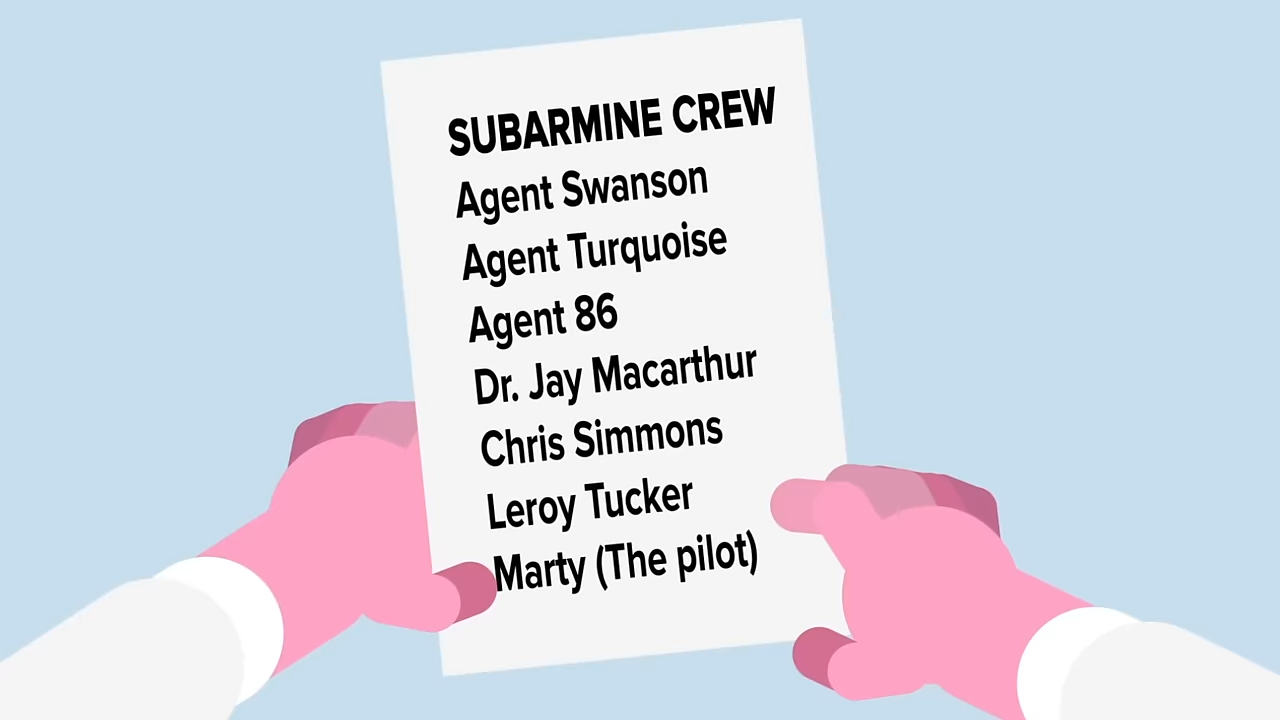 SUBARMINE CREW
Agent Swanson
Agent Turquoise
Agent 86
Dr. Jay Macarthur
Chris Simmons
Leroy Tucker
Marty (The pilot)